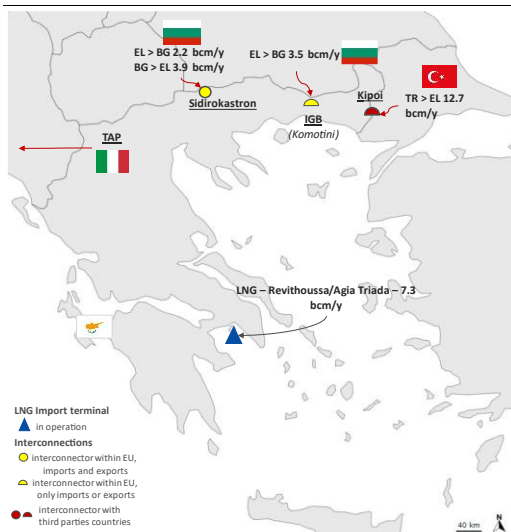 EL > BG 2.2 bcm/y
BG > EL 3.9 bcm/y
EL > BG 3.5 bcm/y
Sidirokastron
IGB
(Komotini)
Kipoi
TR > EL 12.7
bcm/y
TAP
LNG – Revithoussa/Agia Triada – 7.3
bcm/y
LNG Import terminal
in operation
Interconnections
interconnector within EU,
imports and exports
interconnector within EU,
only imports or exports
interconnector with
third parties countries
40 km
N